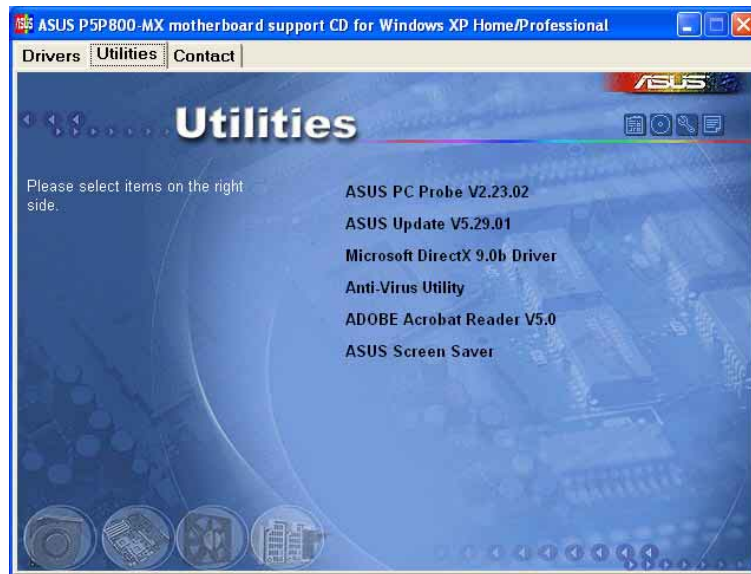 ASUS P5P800-MX motherboard support CD for Windows XP Home/Professional
Drivers Utilities Contact
ASUS
Utilities
Please select items on the right
side.
ASUS PC Probe V2.23.02
ASUS Update V5.29.01
Microsoft DirectX 9.0b Driver
Anti-Virus Utility
ADOBE Acrobat Reader V5.0
ASUS Screen Saver